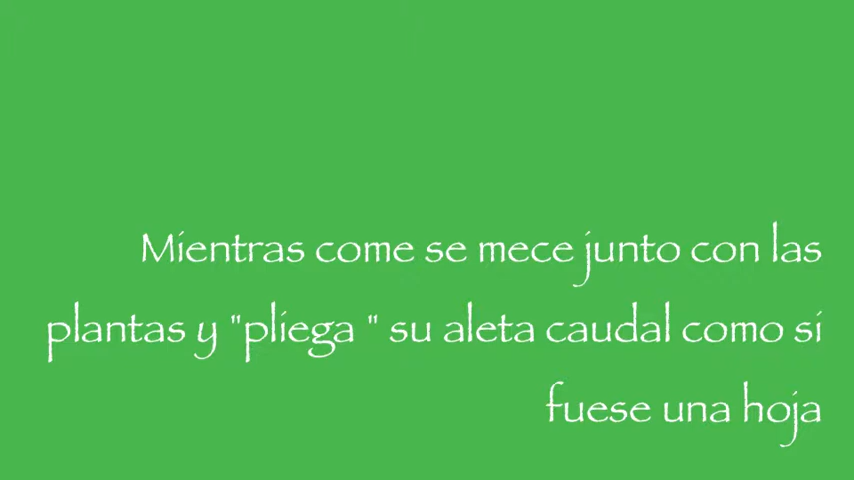 Mientras come se mece junto con las
plantas y "pliega " su aleta caudal como si
fuese una hoja